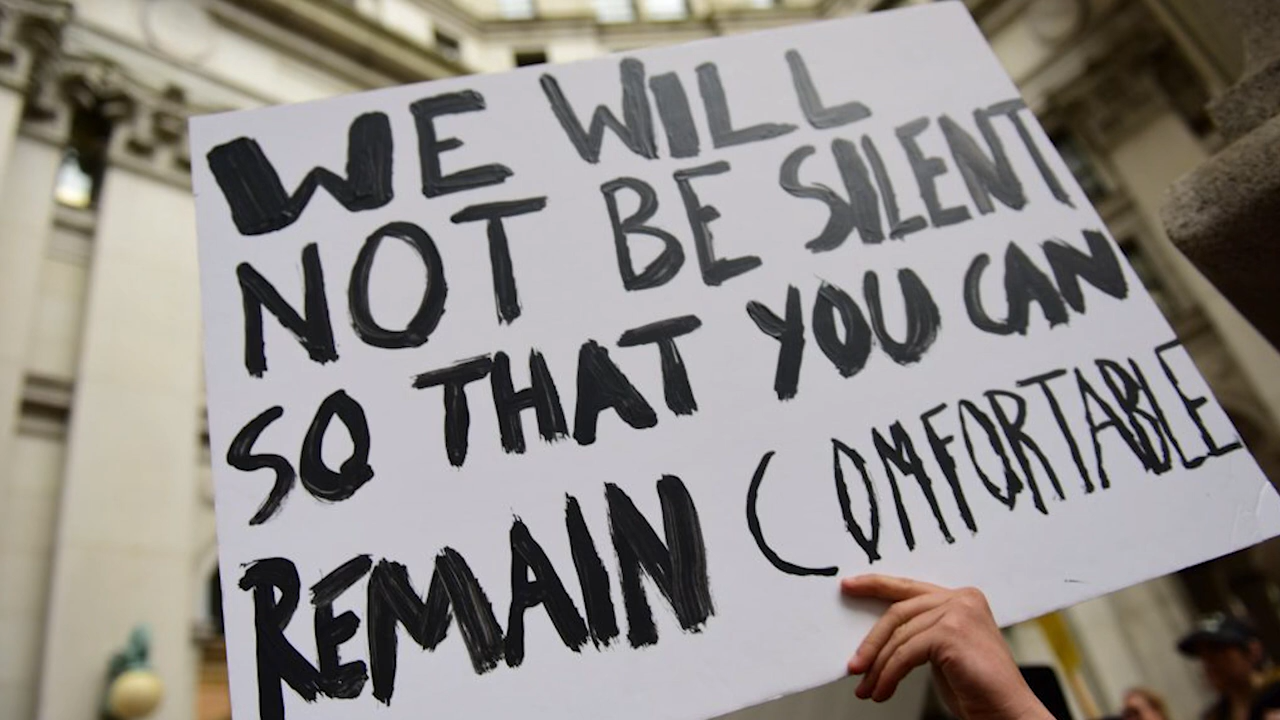 WE WILL
NOT BE SILENT
SO THAT YOU CAN
REMAIN COMFORTABLE